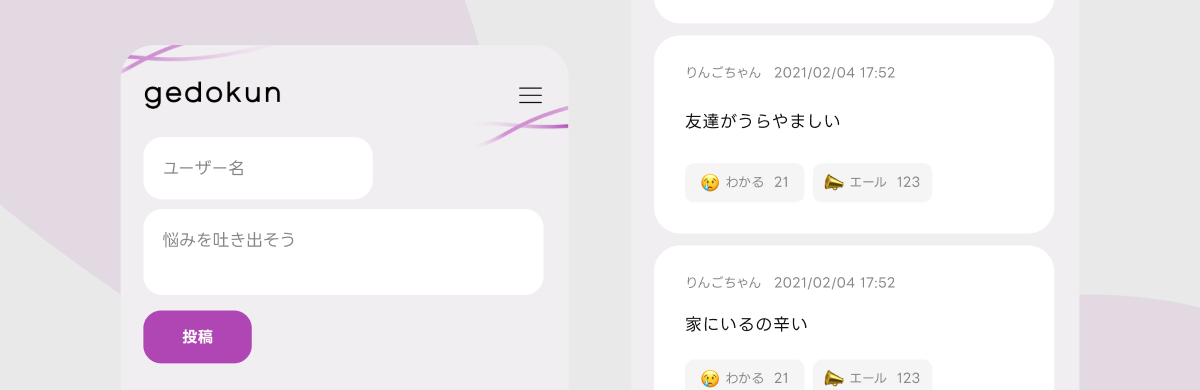 gedokun
ユーザー名
悩みを吐き出そう
投稿
りんごちゃん 2021/02/04 17:52
友達がうらやましい
😢 わかる 21 📣 エール 123
りんごちゃん 2021/02/04 17:52
家にいるの辛い
😢 わかる 21 📣 エール 123